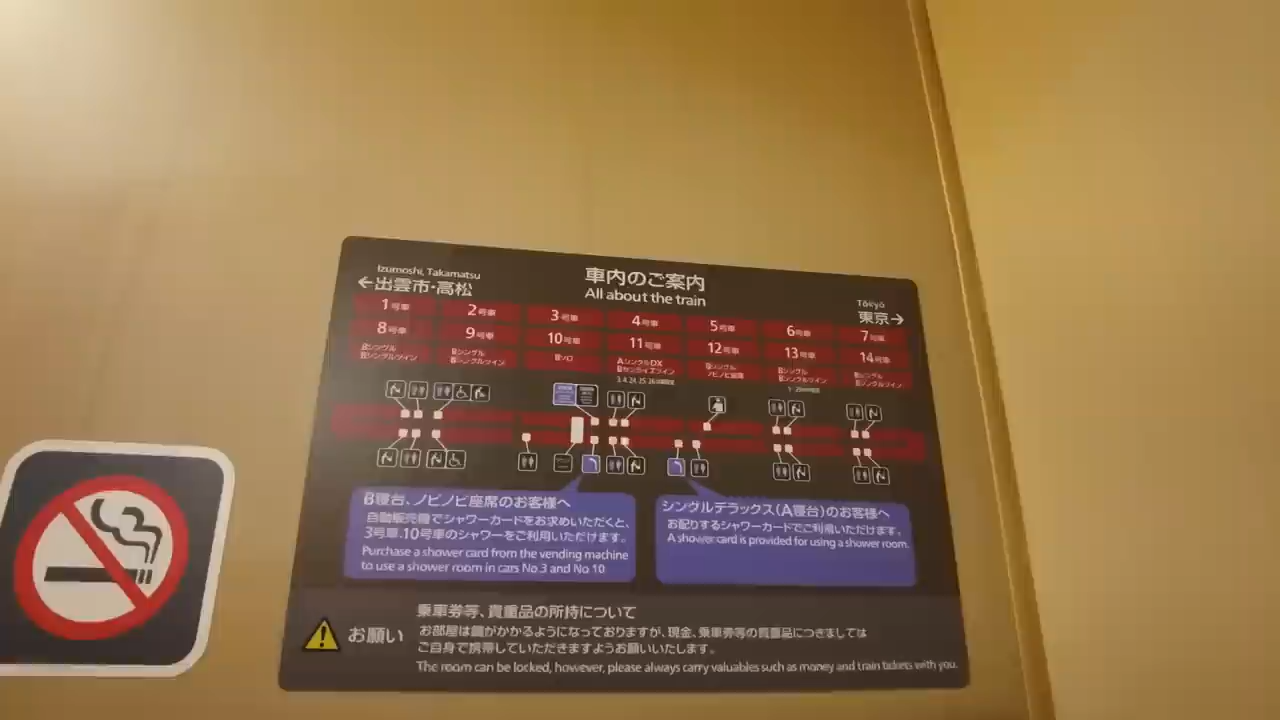 車内のご案内
All about the train
Izumoshi, Takamatsu
←出雲市・高松
Tōkyō
東京→
1号車 2号車 3号車 4号車 5号車 6号車 7号車
8号車 9号車 10号車 11号車 12号車 13号車 14号車
Bシングル
Bシングルツイン
Bシングル
Bシングルツイン
Bソロ
AシングルDX
Bサンライズツイン
Bシングル
ノビノビ座席
Bシングル
Bシングルツイン
Bシングル
Bシングルツイン
B寝台、ノビノビ座席のお客様へ
自動販売機でシャワーカードをお求めいただくと、
3号車.10号車のシャワーをご利用いただけます。
Purchase a shower card from the vending machine
to use a shower room in cars No.3 and No 10
シングルデラックス(A寝台)のお客様へ
お配りするシャワーカードでご利用いただけます。
A shower card is provided for using a shower room.
お願い
乗車券等、貴重品の所持について
お部屋は鍵がかかるようになっておりますが、現金、乗車券等の貴重品につきましては
ご自身で携帯していただきますようお願いいたします。
The room can be locked, however, please always carry valuables such as money and train tickets with you.